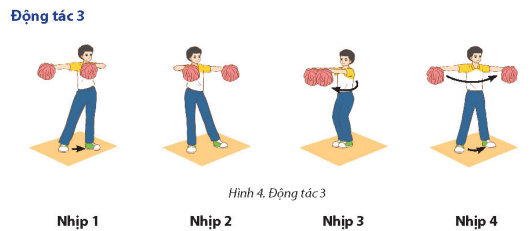 Động tác 3
Hình 4. Động tác 3
Nhịp 1 Nhịp 2 Nhịp 3 Nhịp 4